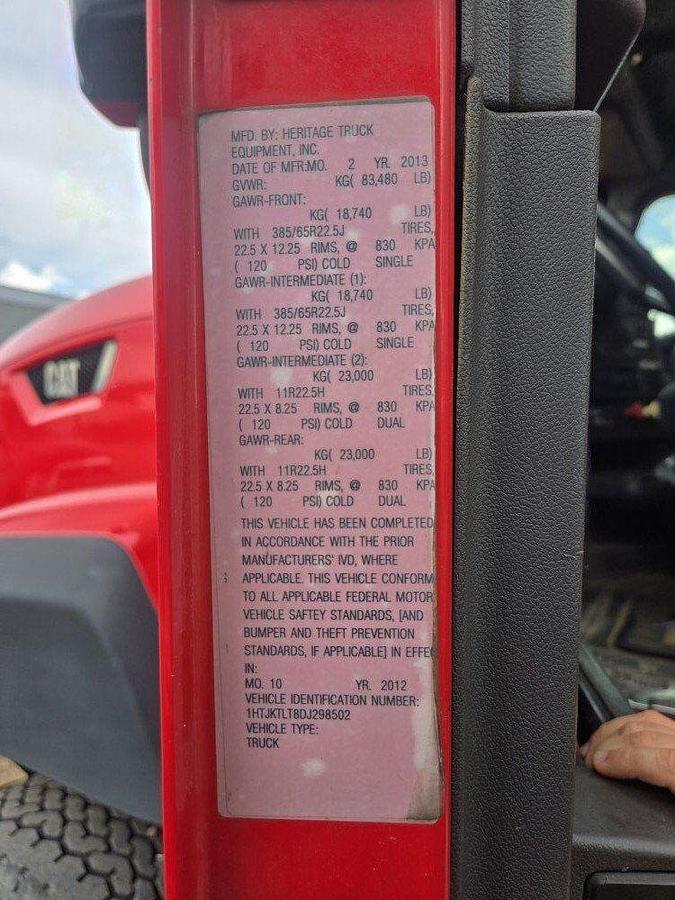 CAT
MFD. BY: HERITAGE TRUCK
EQUIPMENT, INC.
DATE OF MFR:MO. 2 YR. 2013
GVWR: KG( 83,480 LB)
GAWR-FRONT:
KG( 18,740 LB)
WITH 385/65R22.5J TIRES,
22.5 X 12.25 RIMS, @ 830 KPA
( 120 PSI) COLD SINGLE
GAWR-INTERMEDIATE (1):
KG( 18,740 LB)
WITH 385/65R22.5J TIRES,
22.5 X 12.25 RIMS, @ 830 KPA
( 120 PSI) COLD SINGLE
GAWR-INTERMEDIATE (2):
KG( 23,000 LB)
WITH 11R22.5H TIRES,
22.5 X 8.25 RIMS, @ 830 KPA
( 120 PSI) COLD DUAL
GAWR-REAR:
KG( 23,000 LB)
WITH 11R22.5H TIRES,
22.5 X 8.25 RIMS, @ 830 KPA
( 120 PSI) COLD DUAL
THIS VEHICLE HAS BEEN COMPLETED
IN ACCORDANCE WITH THE PRIOR
MANUFACTURERS' IVD, WHERE
APPLICABLE. THIS VEHICLE CONFORM
TO ALL APPLICABLE FEDERAL MOTOR
VEHICLE SAFTEY STANDARDS, [AND
BUMPER AND THEFT PREVENTION
STANDARDS, IF APPLICABLE] IN EFFE
IN:
MO. 10 YR. 2012
VEHICLE IDENTIFICATION NUMBER:
1HTJKTLT8DJ298502
VEHICLE TYPE:
TRUCK